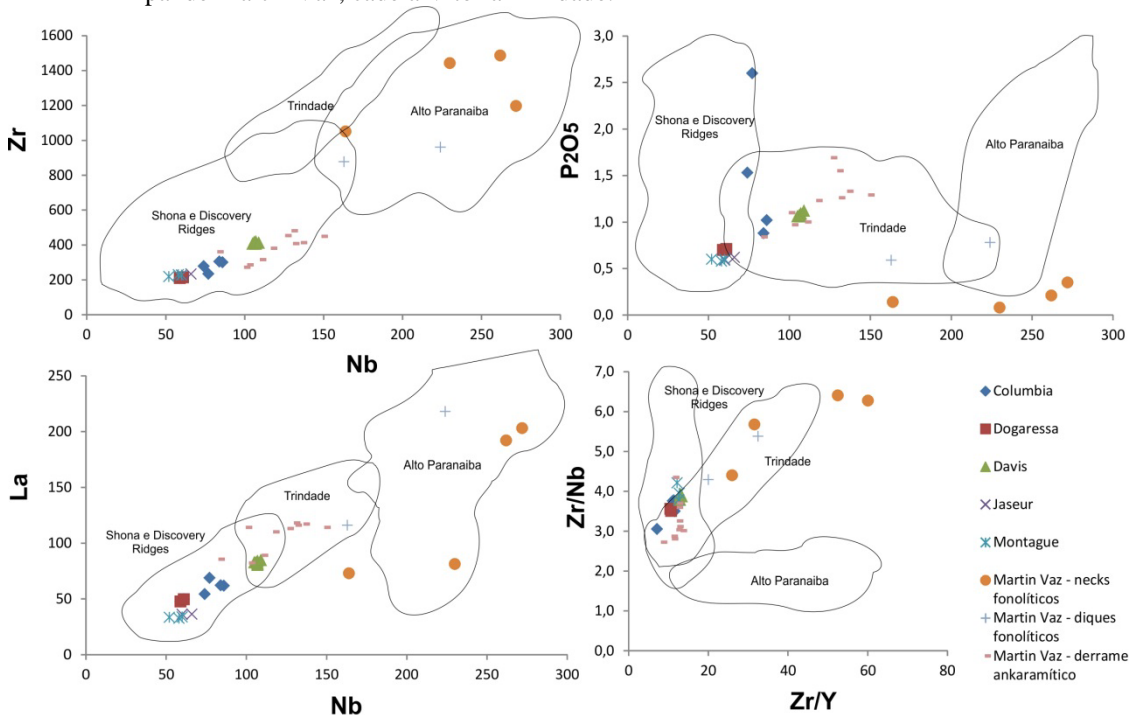 Zr
1600
1400
1200
1000
800
600
400
200
0
Trindade
Alto Paranaiba
Shona e Discovery
Ridges
0
50
100
150
200
250
300
Nb
P2O5
3,0
2,5
2,0
1,5
1,0
0,5
0,0
Shona e Discovery
Ridges
Alto Paranaiba
Trindade
0
50
100
150
200
250
300
La
250
200
150
100
50
0
Alto Paranaiba
Trindade
Shona e Discovery
Ridges
0
50
100
150
200
250
300
Nb
Zr/Nb
7,0
6,0
5,0
4,0
3,0
2,0
1,0
0,0
Shona e Discovery
Ridges
Trindade
Alto Paranaiba
0
20
40
60
80
Zr/Y
Columbia
Dogaressa
Davis
Jaseur
Montague
Martin Vaz - necks
fonolíticos
Martin Vaz - diques
fonolíticos
Martin Vaz - derrame
ankaramítico